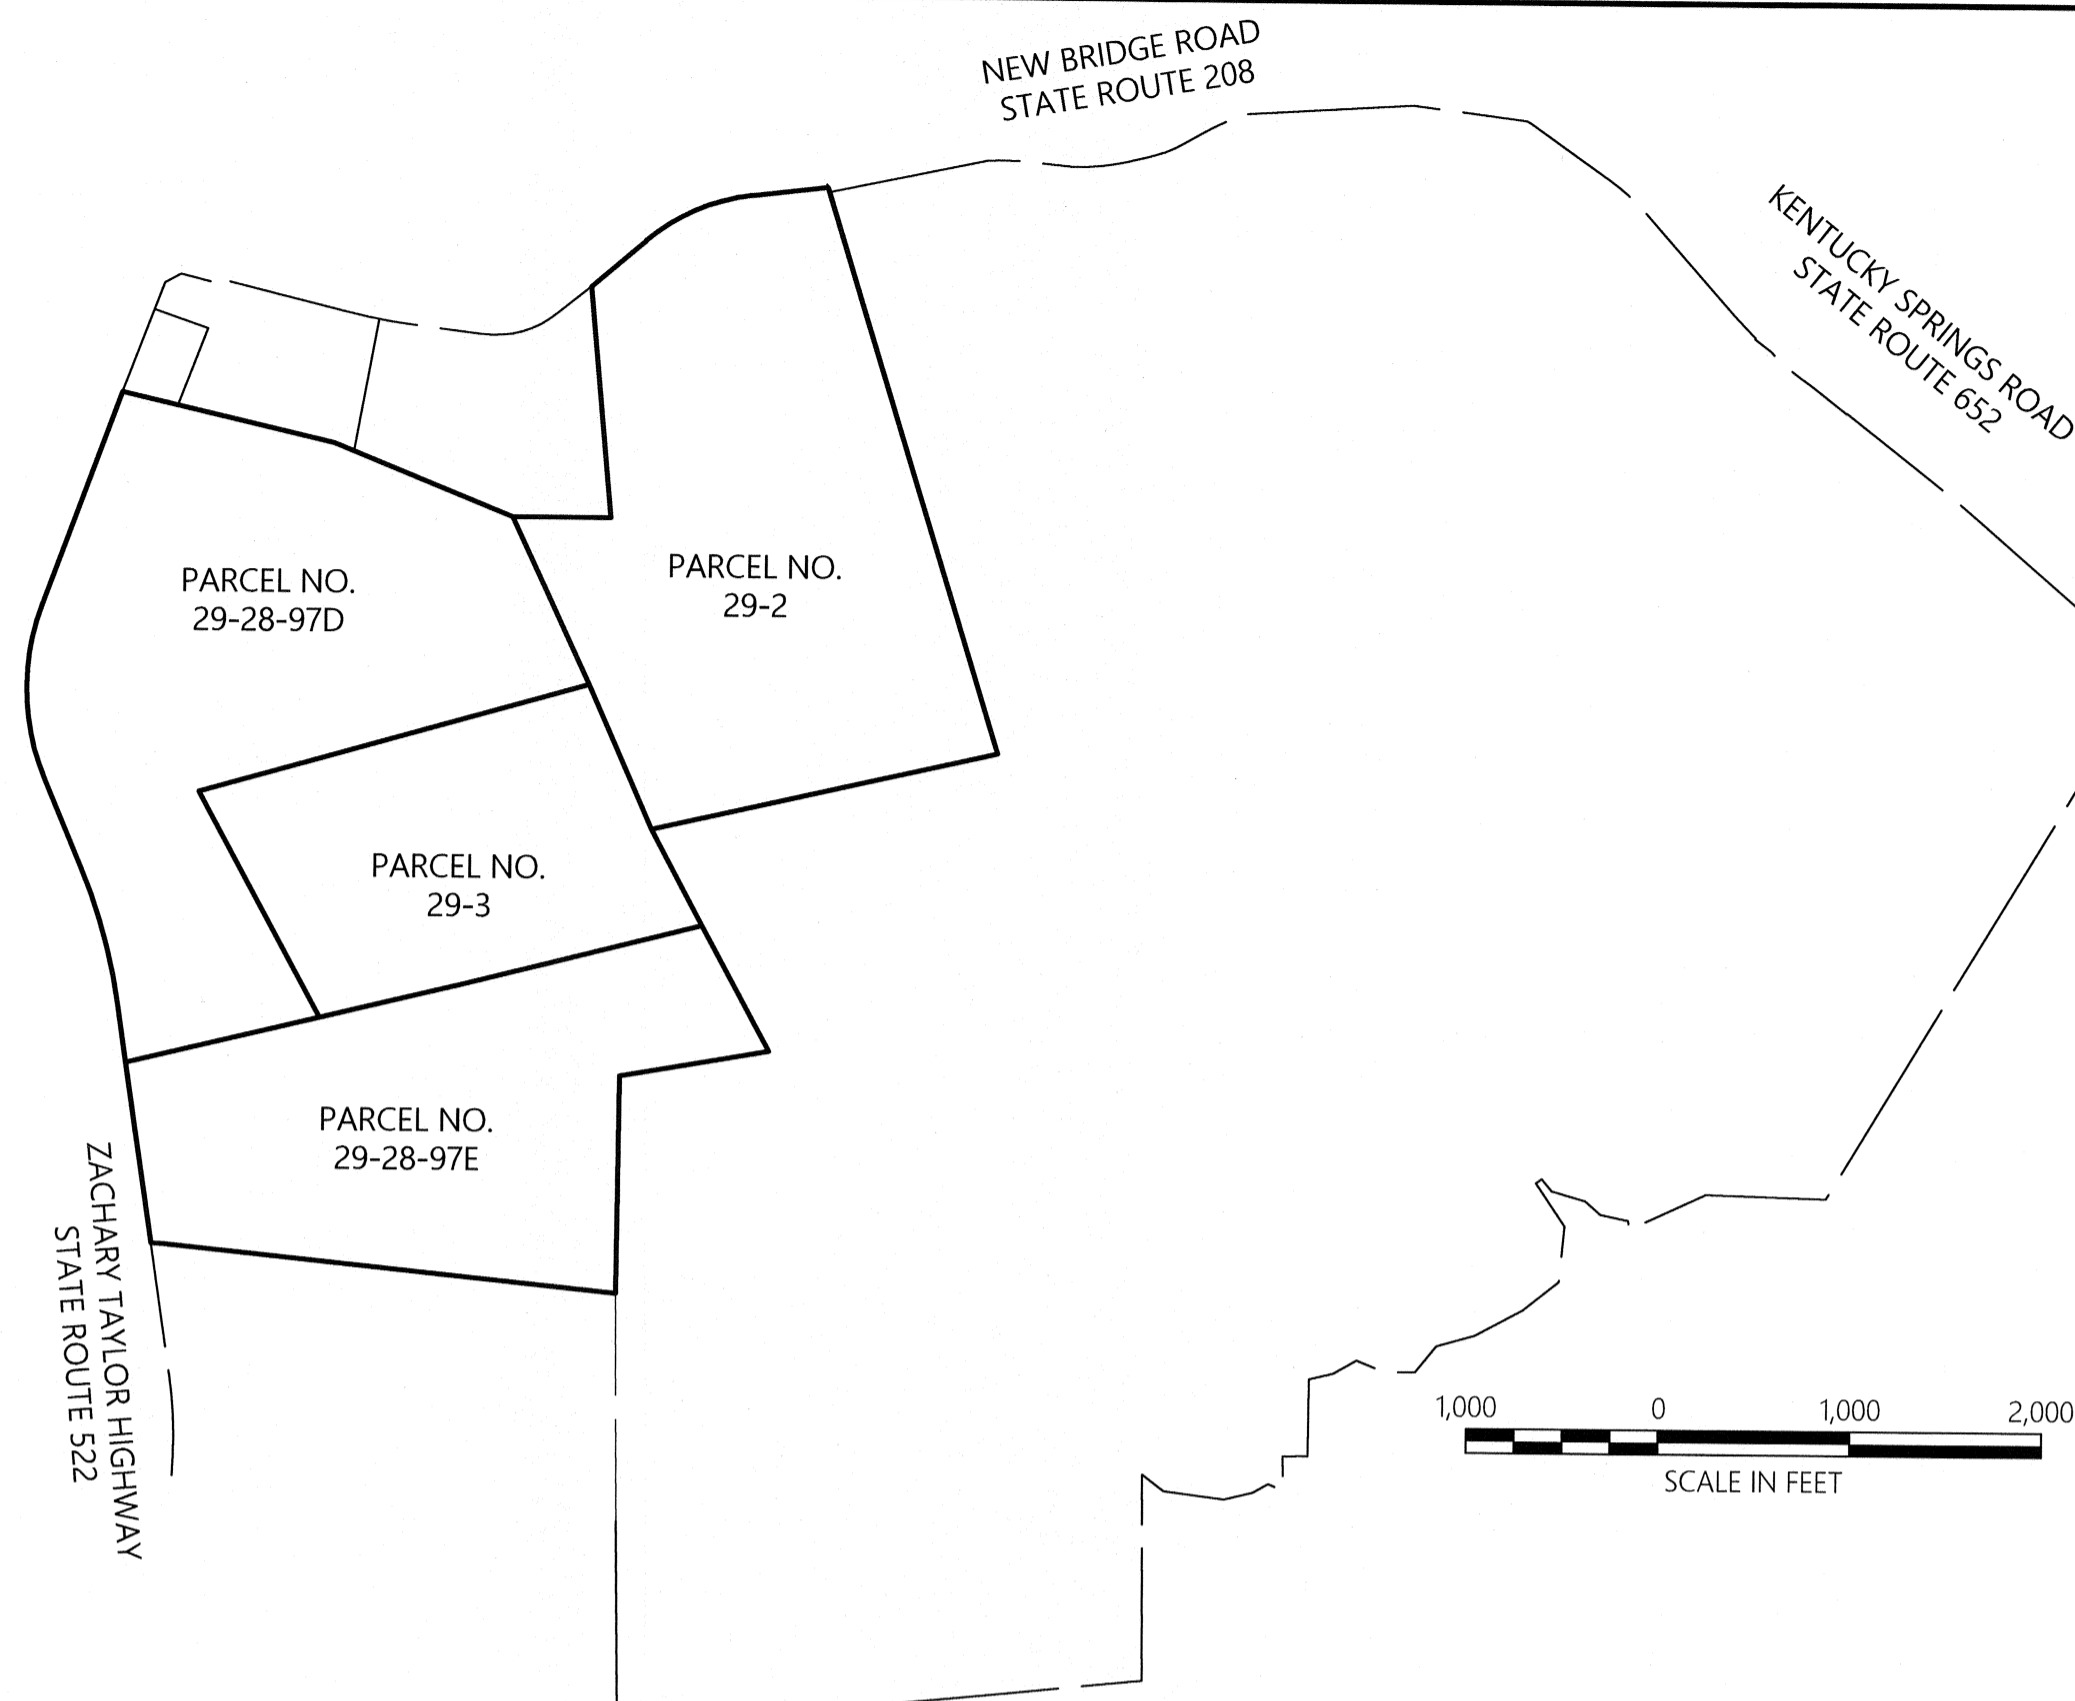 NEW BRIDGE ROAD
STATE ROUTE 208
KENTUCKY SPRINGS ROAD
STATE ROUTE 652
PARCEL NO.
29-28-97D
PARCEL NO.
29-2
PARCEL NO.
29-3
PARCEL NO.
29-28-97E
ZACHARY TAYLOR HIGHWAY
STATE ROUTE 522
1,000 0 1,000 2,000
SCALE IN FEET